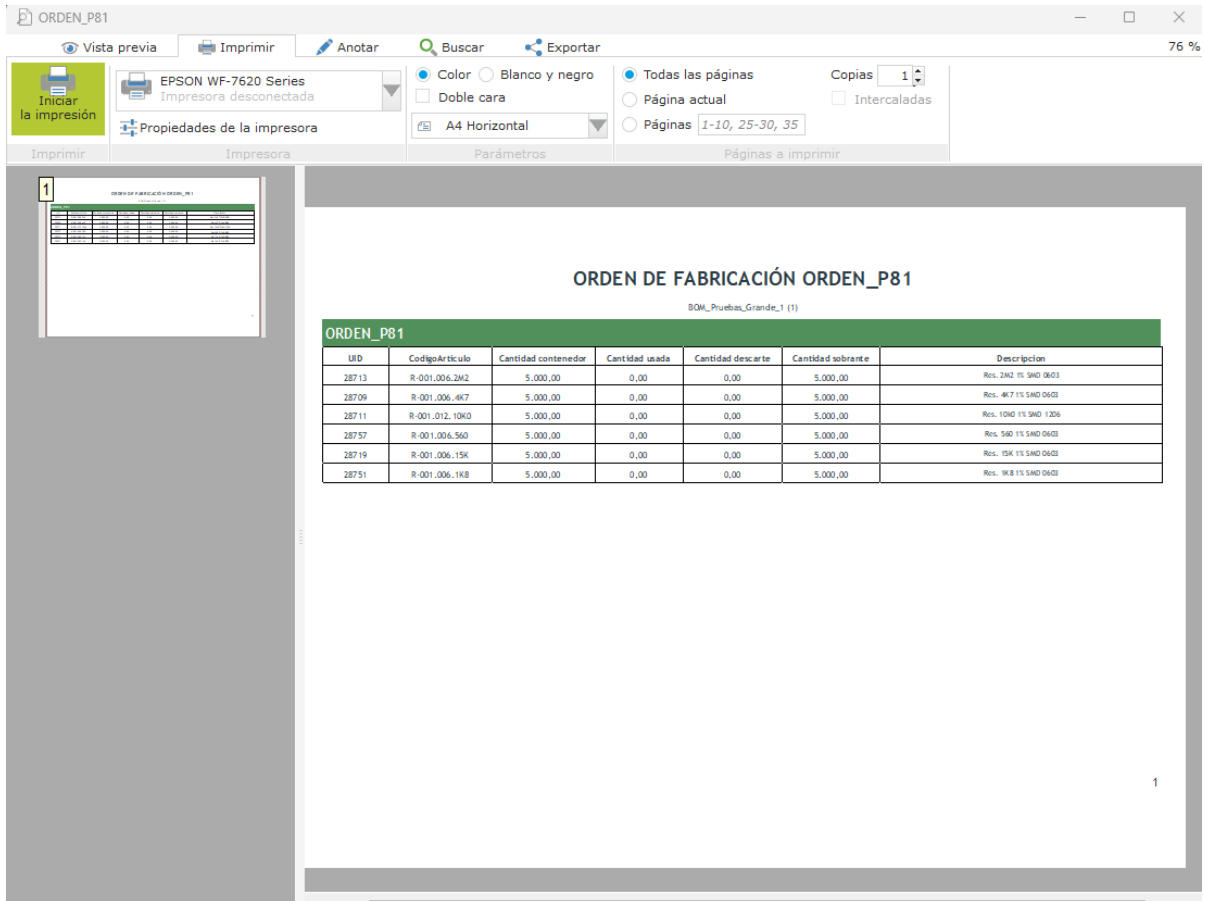 ORDEN_P81
Vista previa Imprimir Anotar Buscar Exportar 76 %
Iniciar la impresión
EPSON WF-7620 Series
Impresora desconectada
Propiedades de la impresora
Color Blanco y negro
Doble cara
A4 Horizontal
Todas las páginas
Página actual
Páginas 1-10, 25-30, 35
Copias 1
Intercaladas
Imprimir Impresora Parámetros Páginas a imprimir
1
ORDEN DE FABRICACIÓN ORDEN_P81
ORDEN DE FABRICACIÓN ORDEN_P81
BOM_Pruebas_Grande_1 (1)
ORDEN_P81
UID CodigoArticulo Cantidad contenedor Cantidad usada Cantidad descarte Cantidad sobrante Descripcion
28713 R-001.006.2M2 5.000,00 0,00 0,00 5.000,00 Res. 2M2 1% SMD 0603
28709 R-001.006.4K7 5.000,00 0,00 0,00 5.000,00 Res. 4K7 1% SMD 0603
28711 R-001.012.10K0 5.000,00 0,00 0,00 5.000,00 Res. 10k0 1% SMD 1206
28757 R-001.006.560 5.000,00 0,00 0,00 5.000,00 Res. 560 1% SMD 0603
28719 R-001.006.15K 5.000,00 0,00 0,00 5.000,00 Res. 15K 1% SMD 0603
28751 R-001.006.1K8 5.000,00 0,00 0,00 5.000,00 Res. 1K8 1% SMD 0603
1